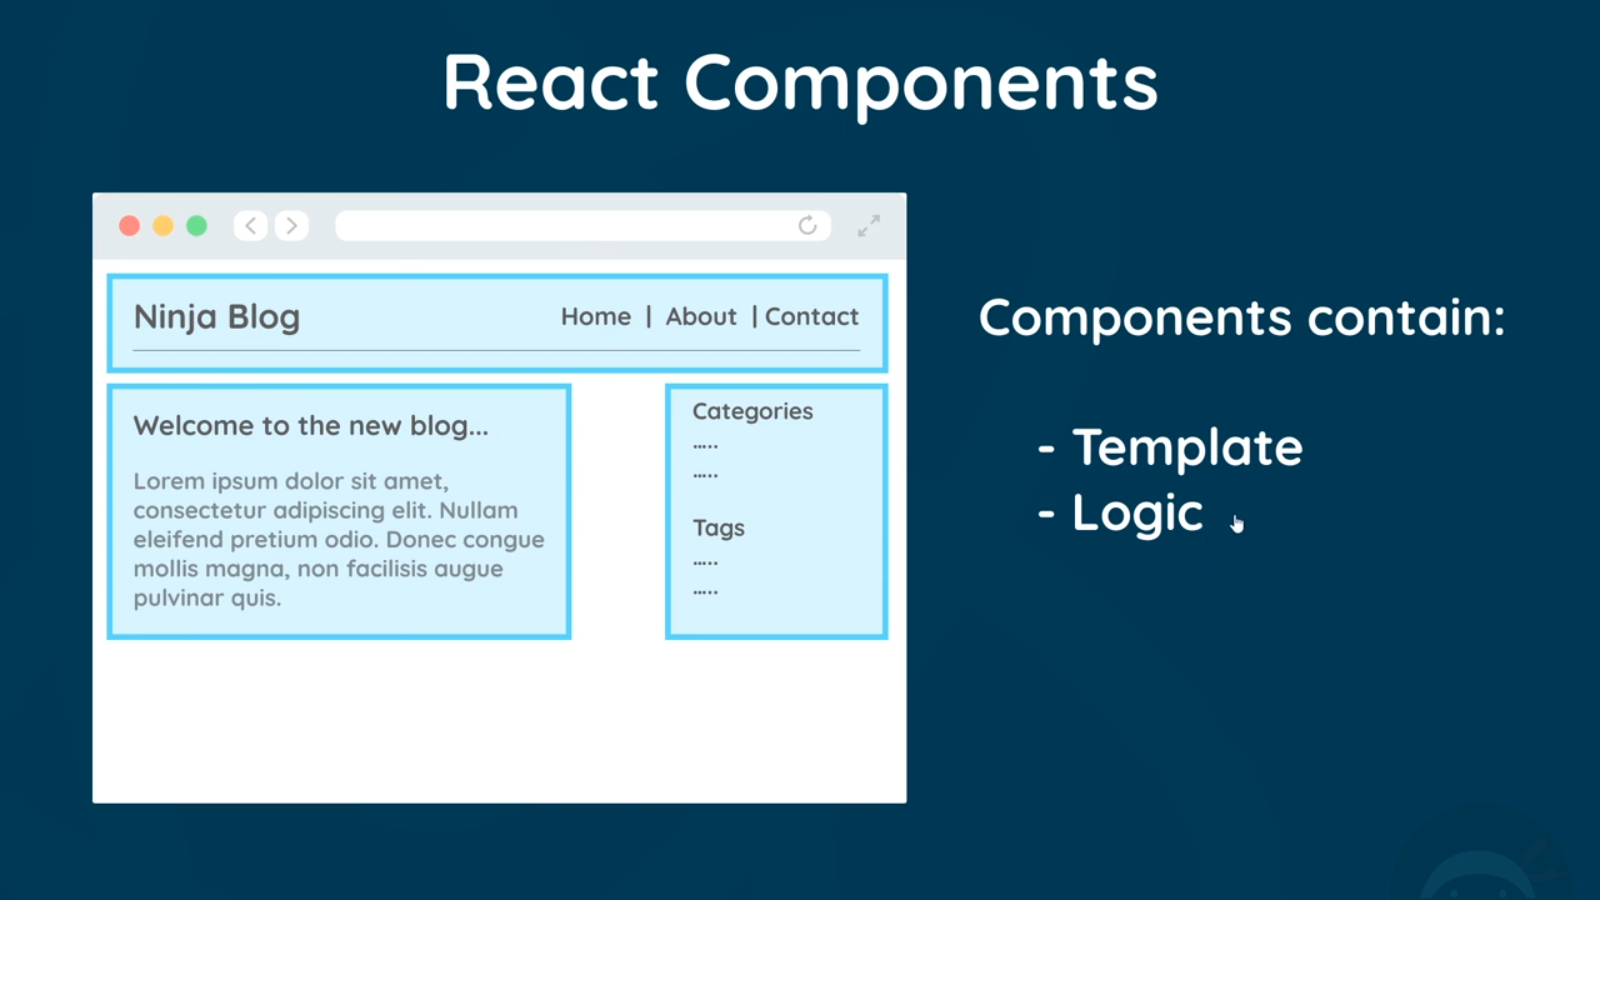 React Components
Ninja Blog
Home | About | Contact
Welcome to the new blog...
Lorem ipsum dolor sit amet,
consectetur adipiscing elit. Nullam
eleifend pretium odio. Donec congue
mollis magna, non facilisis augue
pulvinar quis.
Categories
.....
.....
Tags
.....
.....
Components contain:
- Template
- Logic